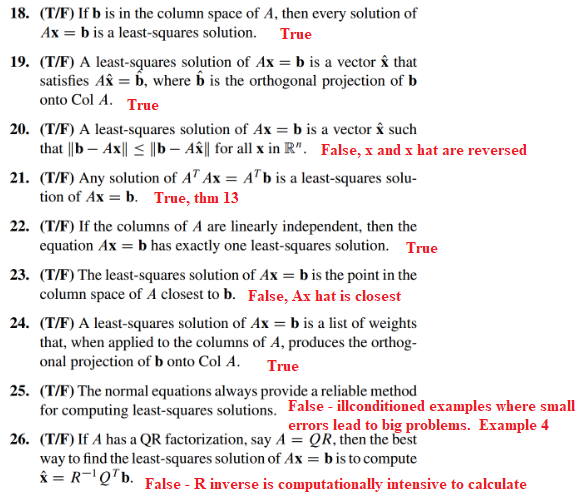 18. (T/F) If b is in the column space of A, then every solution of
Ax = b is a least-squares solution. True
19. (T/F) A least-squares solution of Ax = b is a vector x̂ that
satisfies Ax̂ = b̂, where b̂ is the orthogonal projection of b
onto Col A. True
20. (T/F) A least-squares solution of Ax = b is a vector x̂ such
that ‖b − Ax‖ ≤ ‖b − Ax̂‖ for all x in ℝⁿ. False, x and x hat are reversed
21. (T/F) Any solution of AᵀAx = Aᵀb is a least-squares solu-
tion of Ax = b. True, thm 13
22. (T/F) If the columns of A are linearly independent, then the
equation Ax = b has exactly one least-squares solution. True
23. (T/F) The least-squares solution of Ax = b is the point in the
column space of A closest to b. False, Ax hat is closest
24. (T/F) A least-squares solution of Ax = b is a list of weights
that, when applied to the columns of A, produces the orthog-
onal projection of b onto Col A. True
25. (T/F) The normal equations always provide a reliable method
for computing least-squares solutions. False - illconditioned examples where small
errors lead to big problems. Example 4
26. (T/F) If A has a QR factorization, say A = QR, then the best
way to find the least-squares solution of Ax = b is to compute
x̂ = R⁻¹Qᵀb. False - R inverse is computationally intensive to calculate